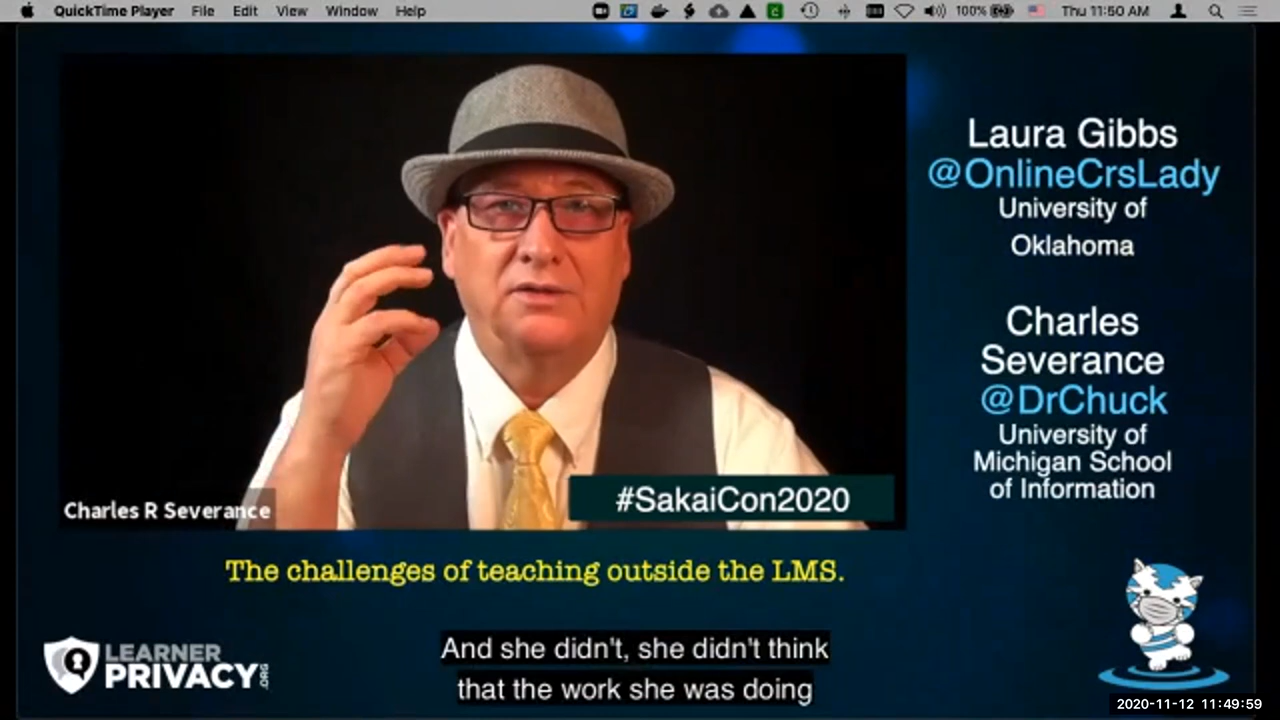 QuickTime Player File Edit View Window Help 100% Thu 11:50 AM
Laura Gibbs
@OnlineCrsLady
University of
Oklahoma
Charles
Severance
@DrChuck
University of
Michigan School
of Information
Charles R Severance
#SakaiCon2020
The challenges of teaching outside the LMS.
LEARNER
PRIVACY.ORG
And she didn't, she didn't think
that the work she was doing
2020-11-12 11:49:59